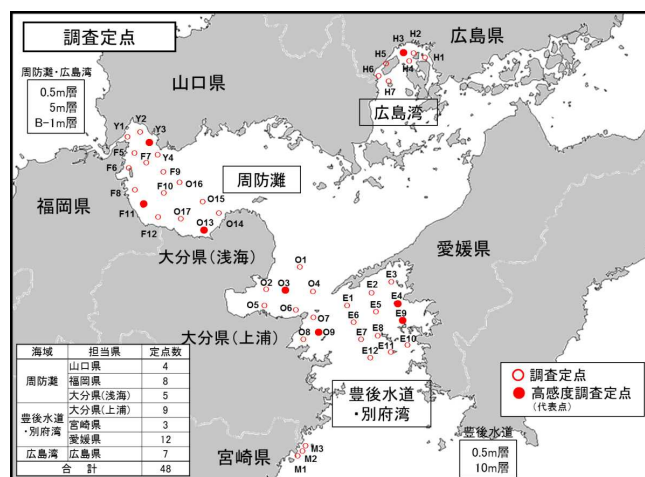 調査定点
周防灘・広島湾
0.5m層
5m層
B-1m層
山口県
広島県
福岡県
大分県(浅海)
大分県(上浦)
愛媛県
宮崎県
周防灘
広島湾
豊後水道
・別府湾
H1
H2
H3
H4
H5
H6
H7
Y1
Y2
Y3
Y4
F5
F6
F7
F8
F9
F10
F11
F12
O13
O14
O15
O16
O17
O1
O2
O3
O4
O5
O6
O7
O8
O9
E1
E2
E3
E4
E5
E6
E7
E8
E9
E10
E11
E12
M3
M2
M1
海域 担当県 定点数
周防灘 山口県 4
福岡県 8
大分県(浅海) 5
豊後水道・別府湾 大分県(上浦) 9
宮崎県 3
愛媛県 12
広島湾 広島県 7
合 計 48
調査定点
高感度調査定点
(代表点)
豊後水道
0.5m層
10m層